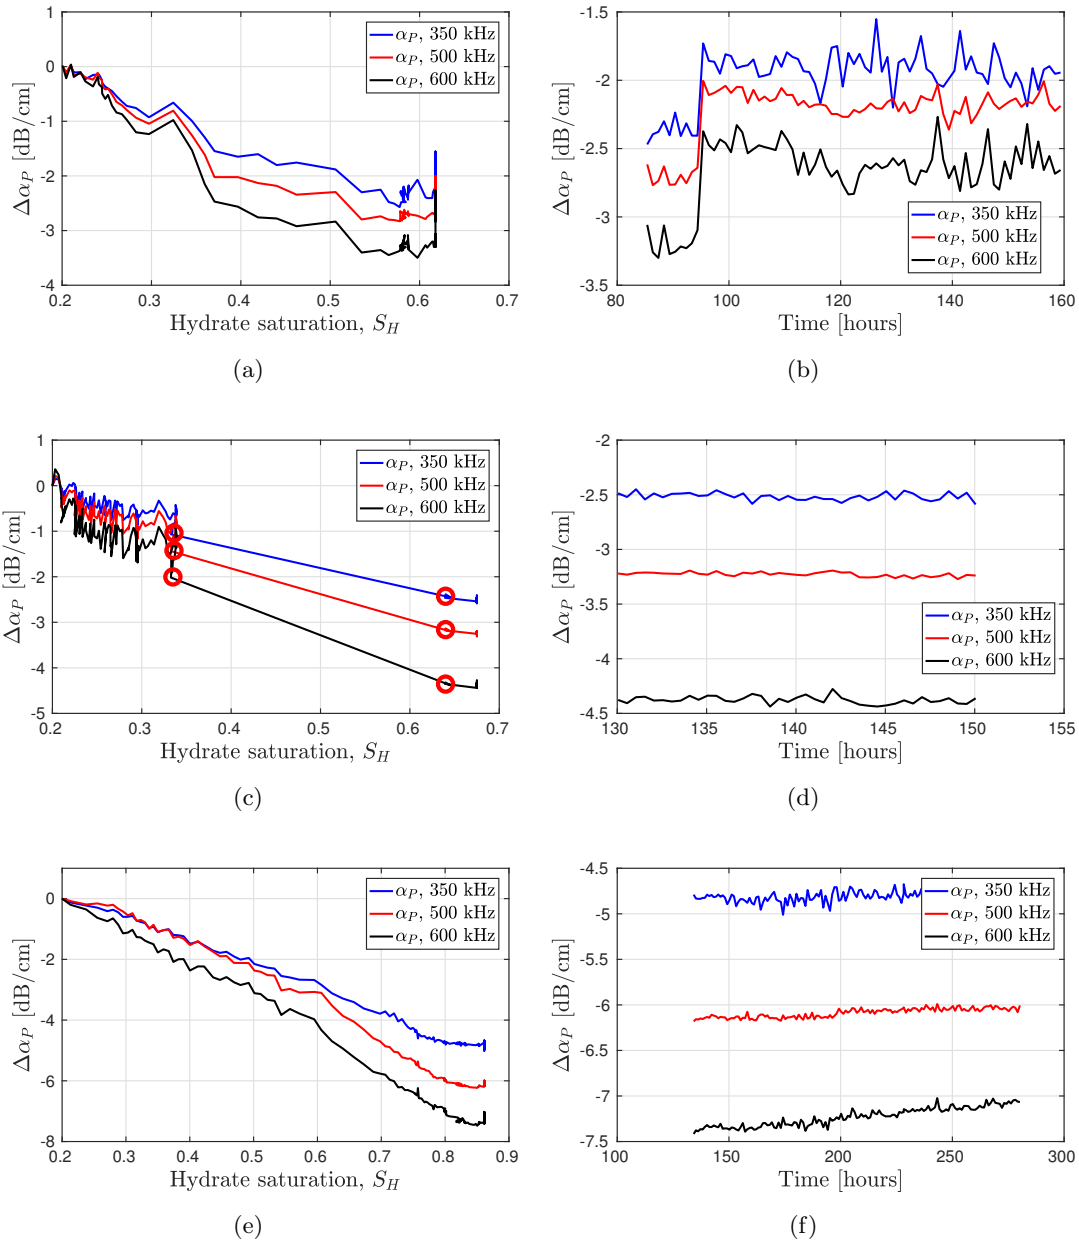 1
0
-1
-2
-3
-4
0.2 0.3 0.4 0.5 0.6 0.7
Δα_P [dB/cm]
Hydrate saturation, S_H
α_P, 350 kHz
α_P, 500 kHz
α_P, 600 kHz
(a)
-1.5
-2
-2.5
-3
-3.5
80 100 120 140 160
Δα_P [dB/cm]
Time [hours]
α_P, 350 kHz
α_P, 500 kHz
α_P, 600 kHz
(b)
1
0
-1
-2
-3
-4
-5
0.2 0.3 0.4 0.5 0.6 0.7
Δα_P [dB/cm]
Hydrate saturation, S_H
α_P, 350 kHz
α_P, 500 kHz
α_P, 600 kHz
(c)
-2
-2.5
-3
-3.5
-4
-4.5
130 135 140 145 150 155
Δα_P [dB/cm]
Time [hours]
α_P, 350 kHz
α_P, 500 kHz
α_P, 600 kHz
(d)
0
-2
-4
-6
-8
0.2 0.3 0.4 0.5 0.6 0.7 0.8 0.9
Δα_P [dB/cm]
Hydrate saturation, S_H
α_P, 350 kHz
α_P, 500 kHz
α_P, 600 kHz
(e)
-4.5
-5
-5.5
-6
-6.5
-7
-7.5
100 150 200 250 300
Δα_P [dB/cm]
Time [hours]
α_P, 350 kHz
α_P, 500 kHz
α_P, 600 kHz
(f)